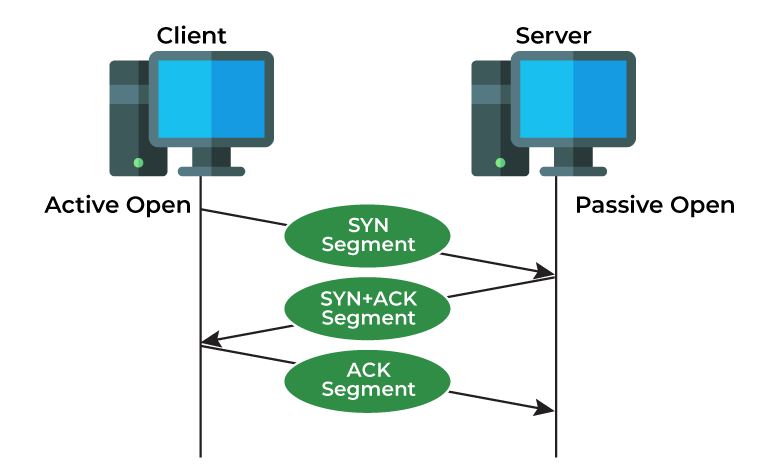 Client
Server
Active Open
Passive Open
SYN
Segment
SYN+ACK
Segment
ACK
Segment